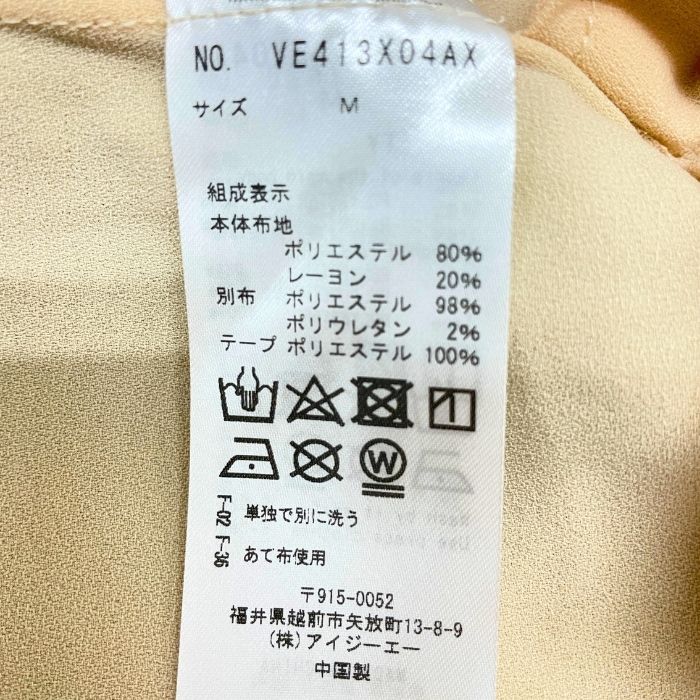 NO. VE413X04AX
サイズ M
組成表示
本体布地
ポリエステル 80%
レーヨン 20%
別布 ポリエステル 98%
ポリウレタン 2%
テープ ポリエステル 100%
W
F-02 単独で別に洗う
F-36 あて布使用
〒915-0052
福井県越前市矢放町13-8-9
(株)アイジーエー
中国製